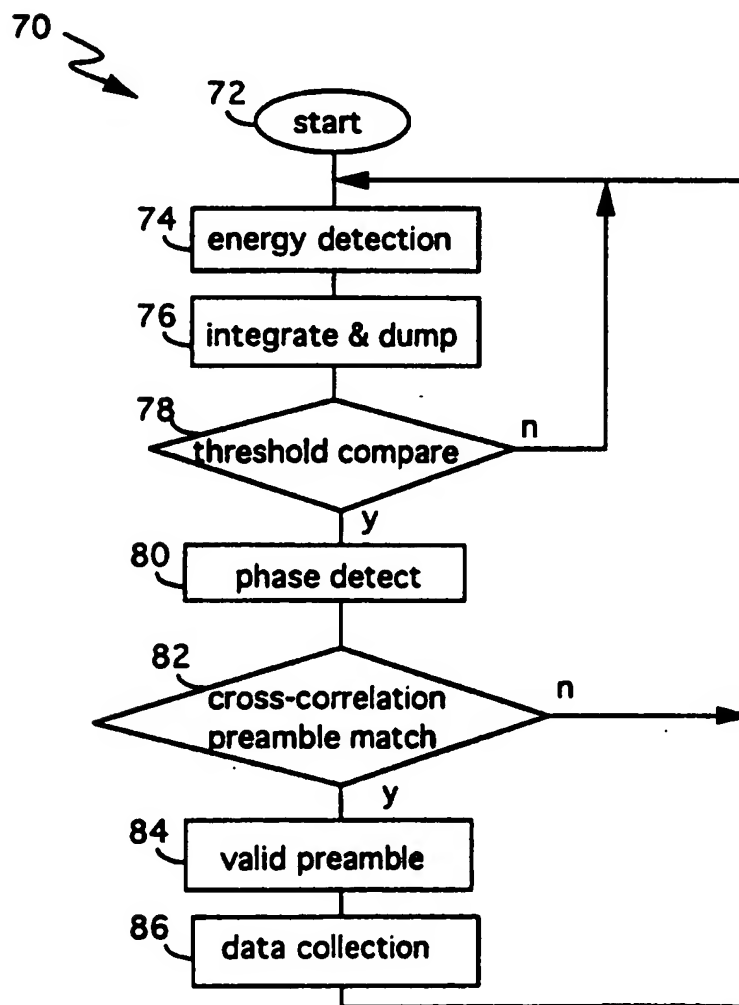 70
72
start
74
energy detection
76
integrate & dump
78
threshold compare
n
y
80
phase detect
82
cross-correlation
preamble match
n
y
84
valid preamble
86
data collection